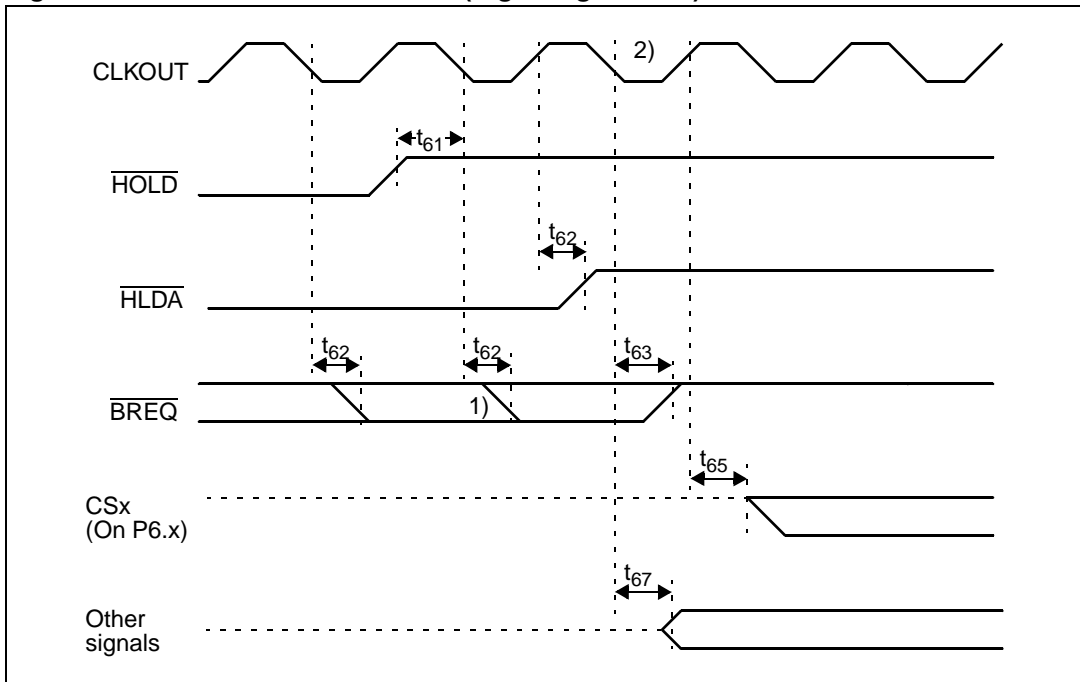 2)
CLKOUT
t61
HOLD
t62
HLDA
t62
t62
t63
BREQ
1)
t65
CSx
(On P6.x)
t67
Other
signals